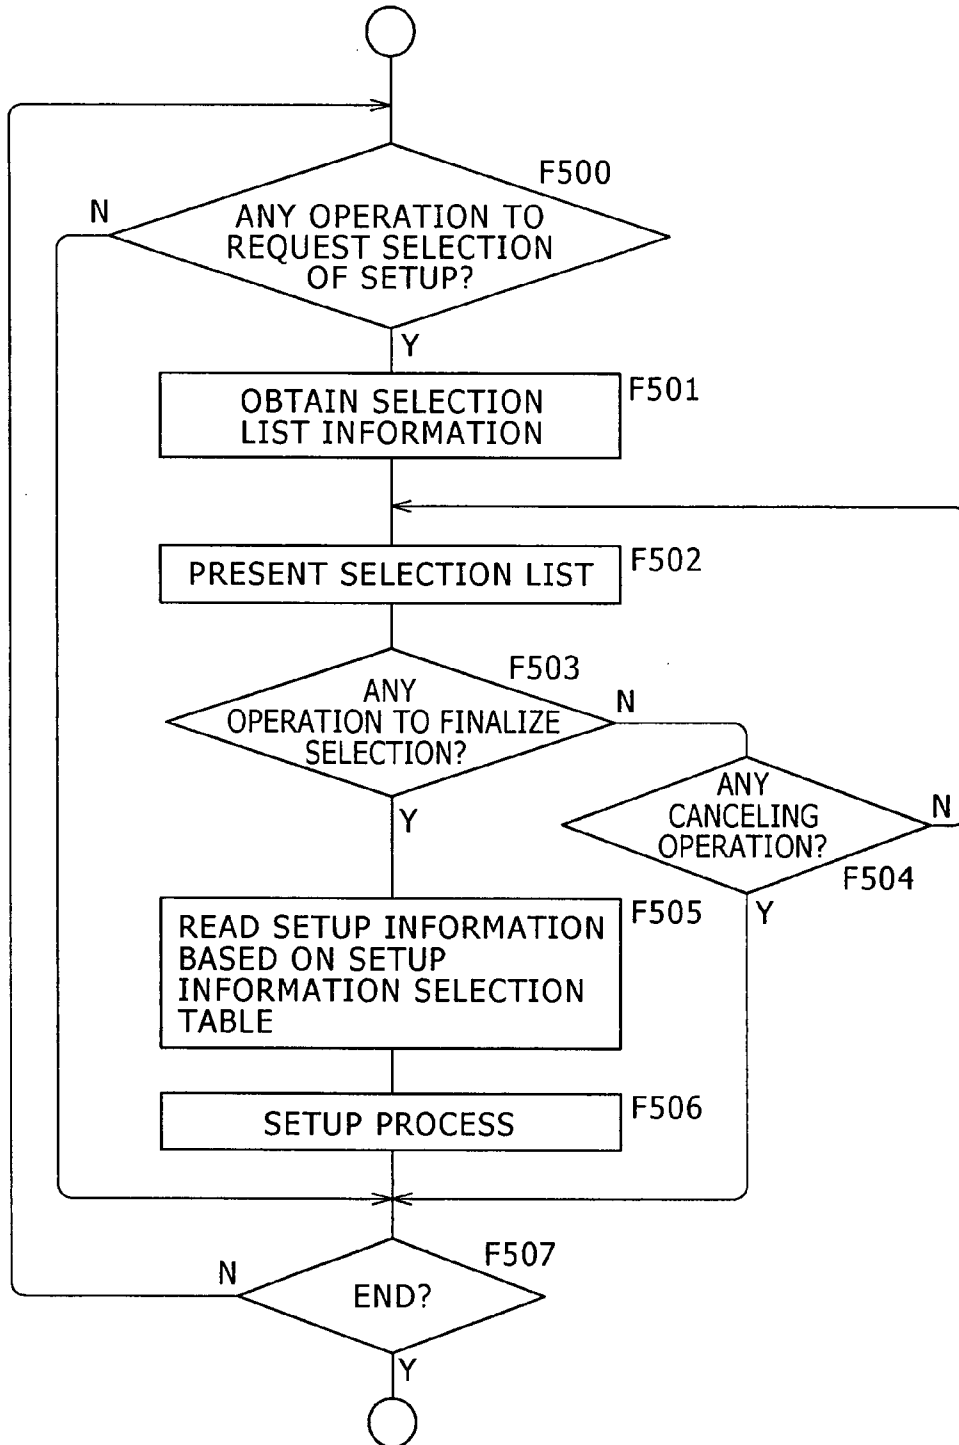 F500
N
ANY OPERATION TO
REQUEST SELECTION
OF SETUP?
Y
F501
OBTAIN SELECTION
LIST INFORMATION
F502
PRESENT SELECTION LIST
F503
ANY
OPERATION TO FINALIZE
SELECTION?
N
Y
ANY
CANCELING
OPERATION?
N
F504
Y
F505
READ SETUP INFORMATION
BASED ON SETUP
INFORMATION SELECTION
TABLE
F506
SETUP PROCESS
F507
N
END?
Y